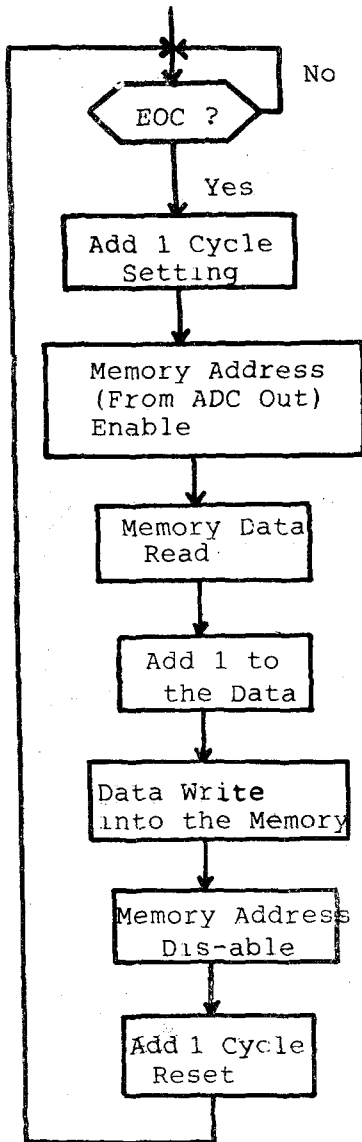 No
EOC ?
Yes
Add 1 Cycle
Setting
Memory Address
(From ADC Out)
Enable
Memory Data
Read
Add 1 to
the Data
Data Write
into the Memory
Memory Address
Dis-able
Add 1 Cycle
Reset